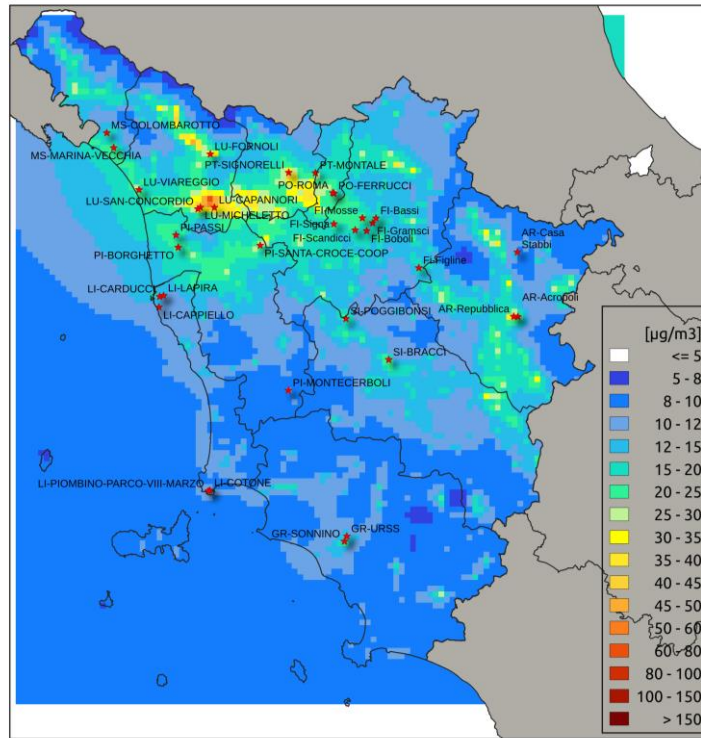 MS-COLOMBAROTTO
MS-MARINA-VECCHIA
LU-FORNOLI
PT-SIGNORELLI
PT-MONTALE
LU-VIAREGGIO
PO-ROMA
PO-FERRUCCI
LU-SAN-CONCORDIO
LU-CAPANNORI
LU-MICHELETTO
FI-Mosse
FI-Bassi
FI-Signa
FI-Gramsci
PI-PASSI
FI-Scandicci
FI-Boboli
AR-Casa
Stabbi
PI-BORGHETTO
PI-SANTA-CROCE-COOP
Fi-Figline
LI-CARDUCCI
LI-LAPIRA
AR-Acropoli
LI-CAPPIELLO
AR-Repubblica
SI-POGGIBONSI
SI-BRACCI
PI-MONTECERBOLI
LI-PIOMBINO-PARCO-VIII-MARZO
LI-COTONE
GR-URSS
GR-SONNINO
[µg/m3]
<= 5
5 - 8
8 - 10
10 - 12
12 - 15
15 - 20
20 - 25
25 - 30
30 - 35
35 - 40
40 - 45
45 - 50
50 - 60
60 - 80
80 - 100
100 - 150
> 150